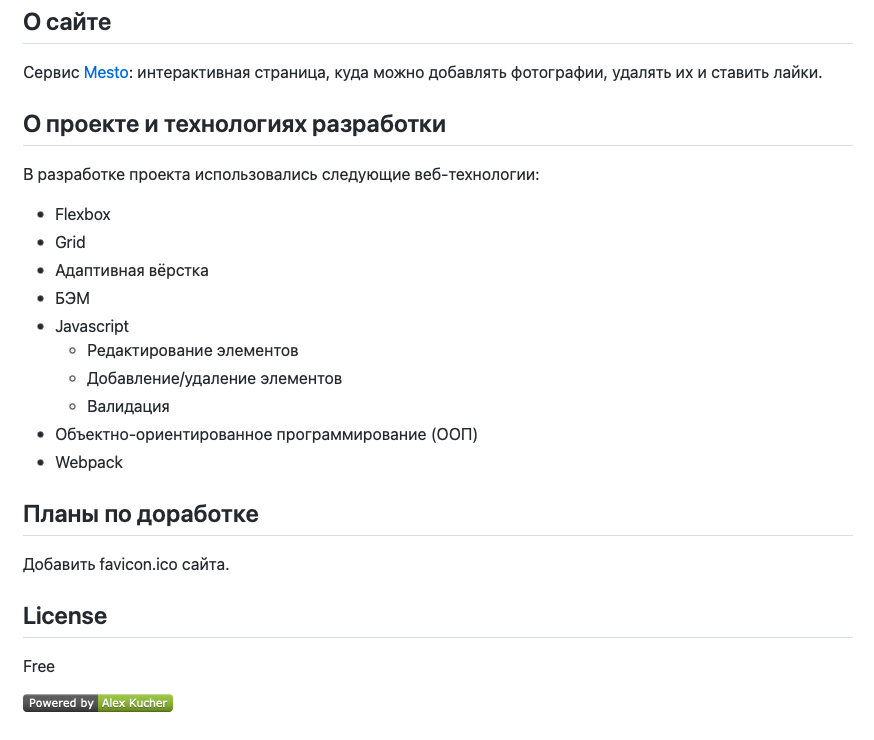 О сайте
Сервис Mesto: интерактивная страница, куда можно добавлять фотографии, удалять их и ставить лайки.
О проекте и технологиях разработки
В разработке проекта использовались следующие веб-технологии:
Flexbox
Grid
Адаптивная вёрстка
БЭМ
Javascript
Редактирование элементов
Добавление/удаление элементов
Валидация
Объектно-ориентированное программирование (ООП)
Webpack
Планы по доработке
Добавить favicon.ico сайта.
License
Free
Powered by Alex Kucher